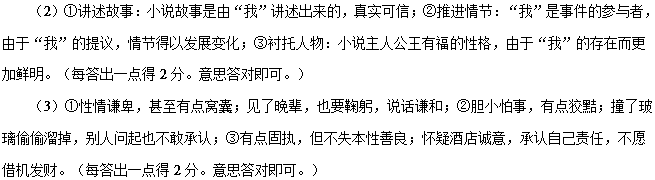 （2）①讲述故事：小说故事是由“我”讲述出来的，真实可信；②推进情节：“我”是事件的参与者，
由于“我”的提议，情节得以发展变化；③衬托人物：小说主人公王有福的性格，由于“我”的存在而更
加鲜明。（每答出一点得 2 分。意思答对即可。）
（3）①性情谦卑，甚至有点窝囊；见了晚辈，也要鞠躬，说话谦和；②胆小怕事，有点狡黠；撞了玻
璃偷偷溜掉，别人问起也不敢承认；③有点固执，但不失本性善良；怀疑酒店诚意，承认自己责任，不愿
借机发财。（每答出一点得 2 分。意思答对即可。）